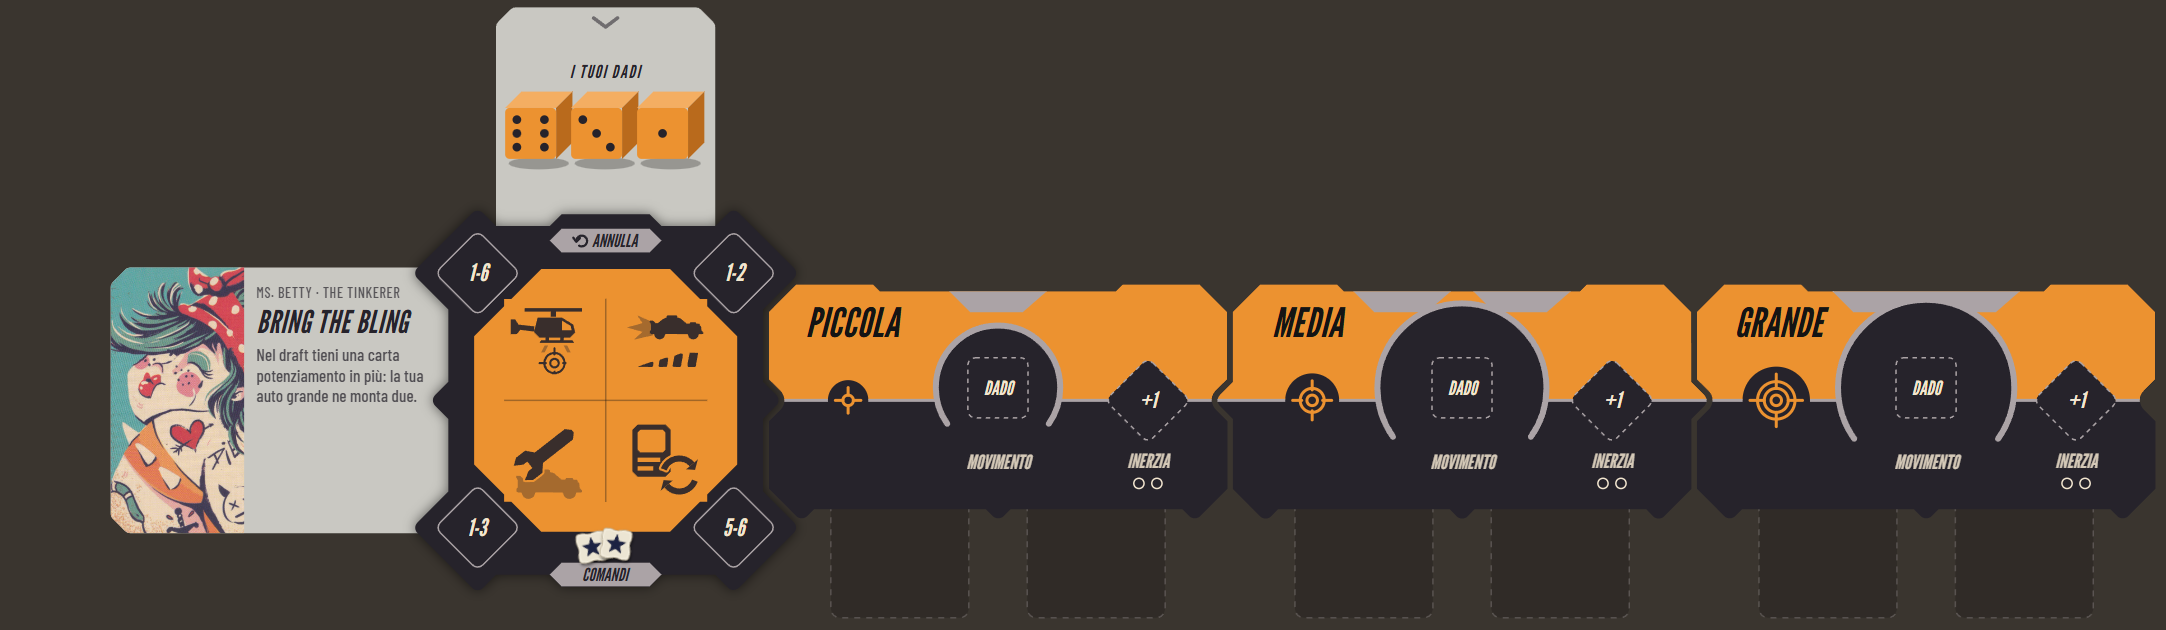 I TUOI DADI
ANNULLA
1-6
1-2
MS. BETTY · THE TINKERER
BRING THE BLING
Nel draft tieni una carta
potenziamento in più: la tua
auto grande ne monta due.
1-3
5-6
COMANDI
PICCOLA
DADO
+1
MOVIMENTO
INERZIA
MEDIA
DADO
+1
MOVIMENTO
INERZIA
GRANDE
DADO
+1
MOVIMENTO
INERZIA